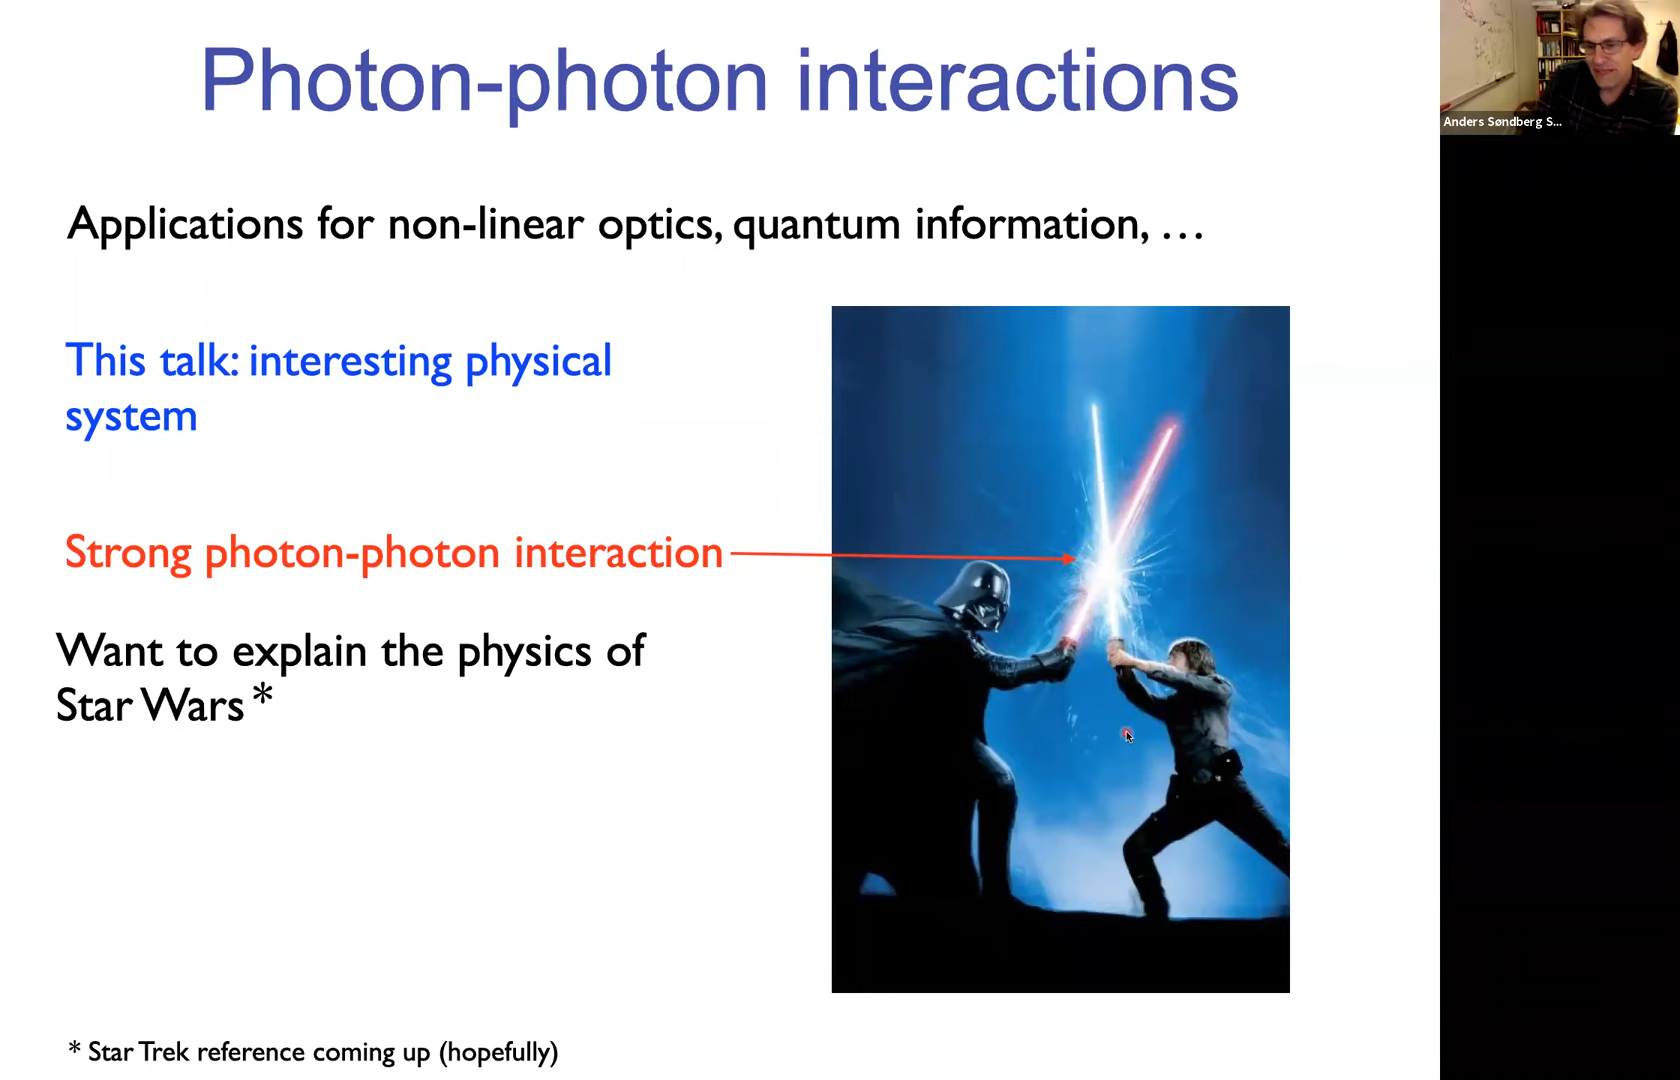 Photon-photon interactions
Anders Søndberg S...
Applications for non-linear optics, quantum information, …
This talk: interesting physical
system
Strong photon-photon interaction
Want to explain the physics of
Star Wars *
* Star Trek reference coming up (hopefully)